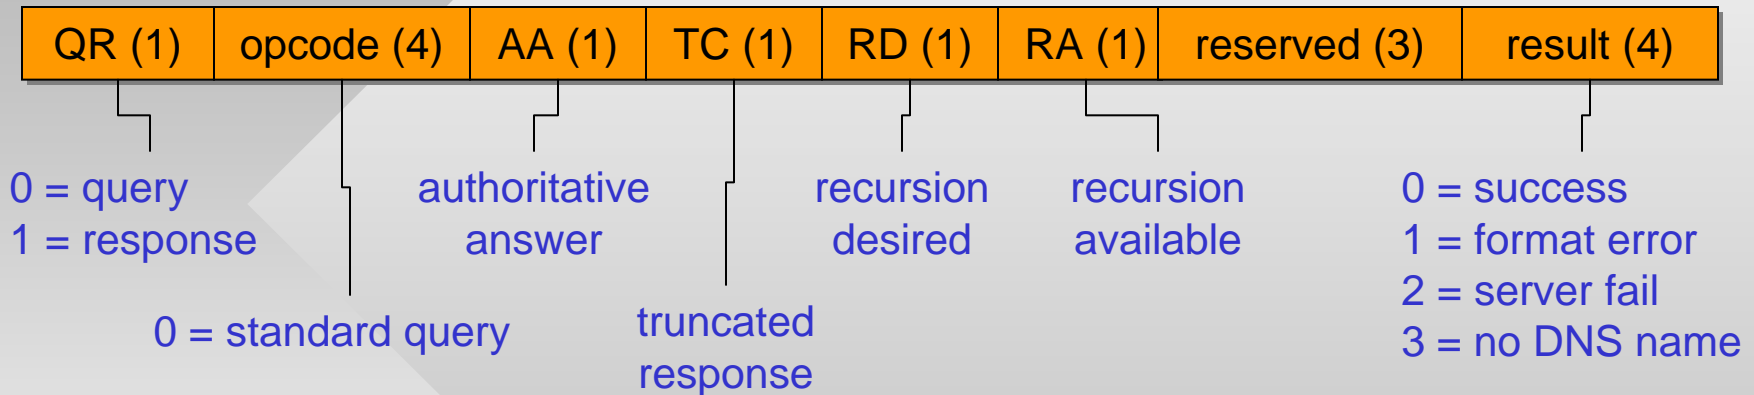 QR (1) opcode (4) AA (1) TC (1) RD (1) RA (1) reserved (3) result (4)
0 = query
1 = response
0 = standard query
authoritative
answer
truncated
response
recursion
desired
recursion
available
0 = success
1 = format error
2 = server fail
3 = no DNS name